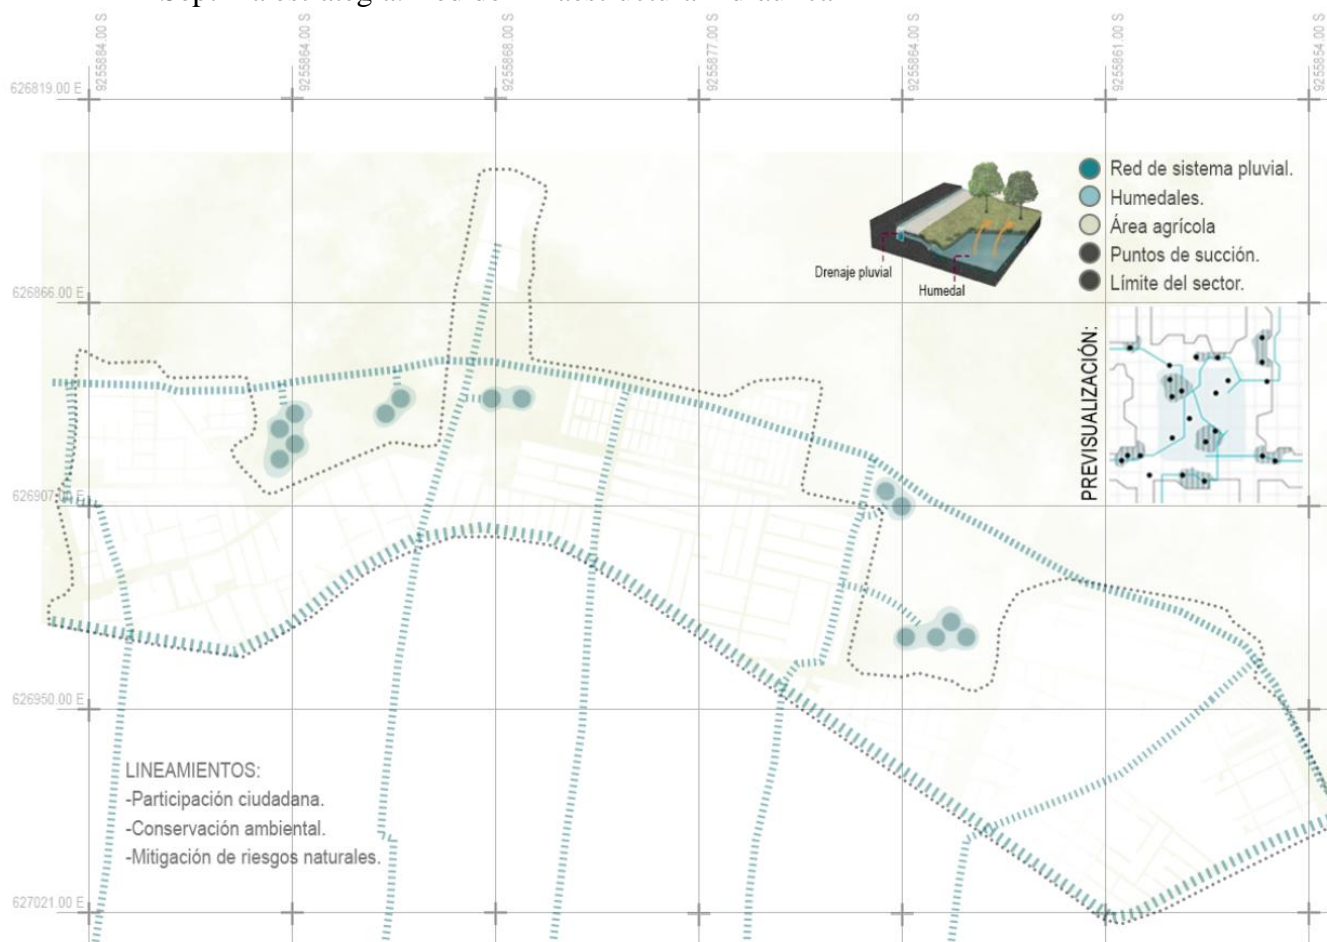 9255884.00 S
9255864.00 S
9255868.00 S
9255877.00 S
9255864.00 S
9255861.00 S
9255854.00 S
626819.00 E
Red de sistema pluvial.
Humedales.
Área agrícola
Puntos de succión.
Límite del sector.
Drenaje pluvial
Humedal
626866.00 E
PREVISUALIZACIÓN:
626907.00 E
626950.00 E
LINEAMIENTOS:
-Participación ciudadana.
-Conservación ambiental.
-Mitigación de riesgos naturales.
627021.00 E